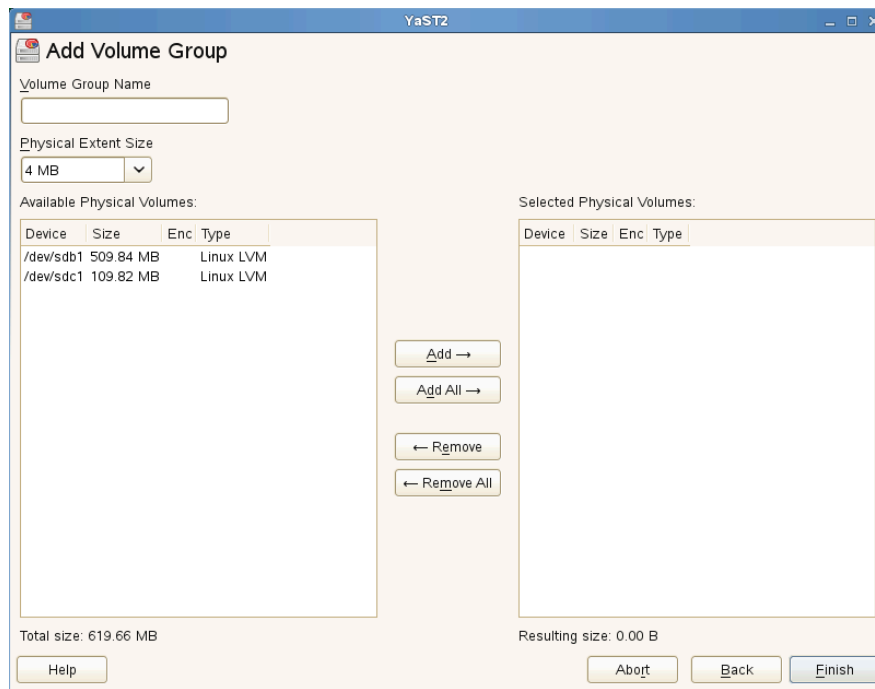 YaST2
Add Volume Group
Volume Group Name
Physical Extent Size
4 MB
Available Physical Volumes:
Device Size Enc Type
/dev/sdb1 509.84 MB Linux LVM
/dev/sdc1 109.82 MB Linux LVM
Total size: 619.66 MB
Add →
Add All →
← Remove
← Remove All
Selected Physical Volumes:
Device Size Enc Type
Resulting size: 0.00 B
Help
Abort
Back
Finish